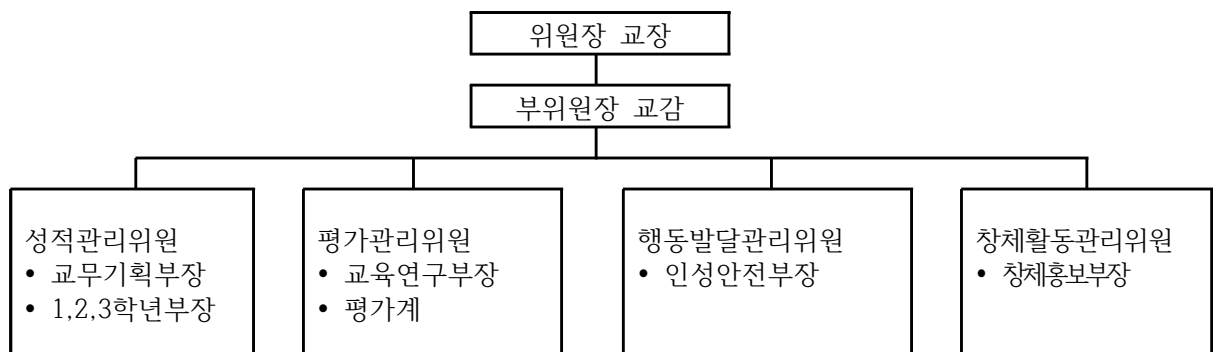 위원장 교장
부위원장 교감
성적관리위원
• 교무기획부장
• 1,2,3학년부장
평가관리위원
• 교육연구부장
• 평가계
행동발달관리위원
• 인성안전부장
창체활동관리위원
• 창체홍보부장